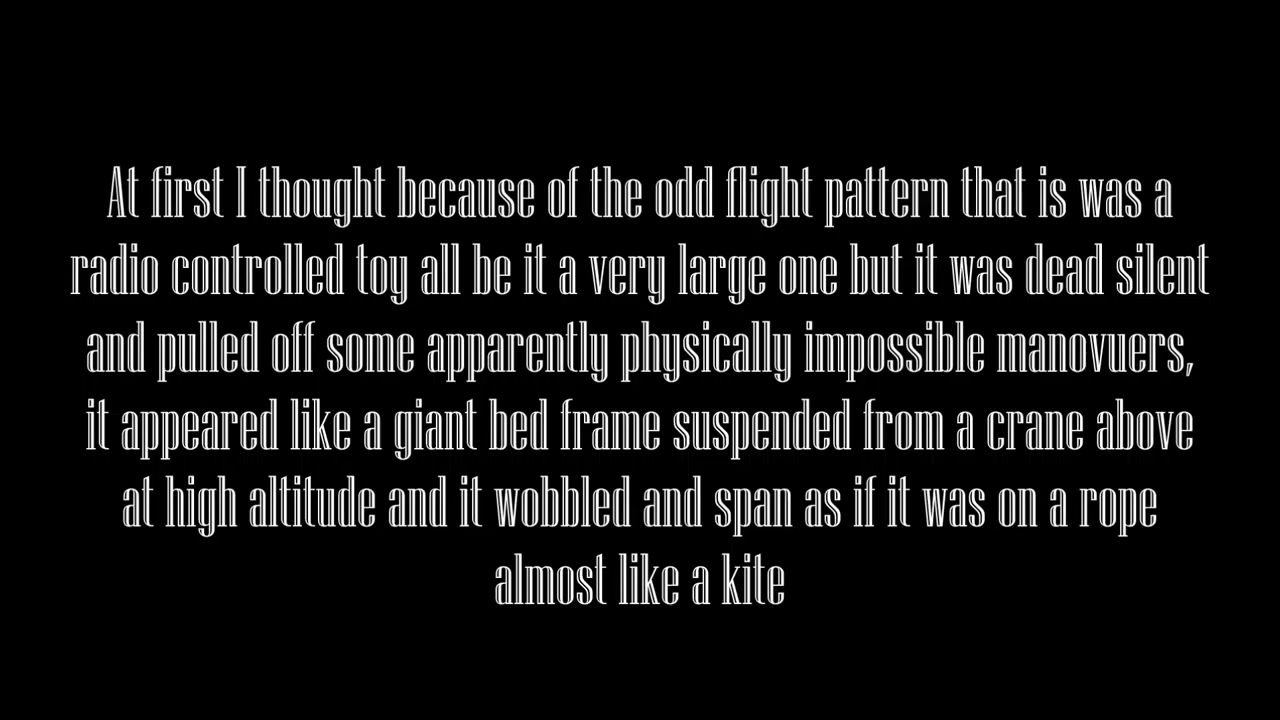 At first I thought because of the odd flight pattern that is was a
radio controlled toy all be it a very large one but it was dead silent
and pulled off some apparently physically impossible manovuers,
it appeared like a giant bed frame suspended from a crane above
at high altitude and it wobbled and span as if it was on a rope
almost like a kite